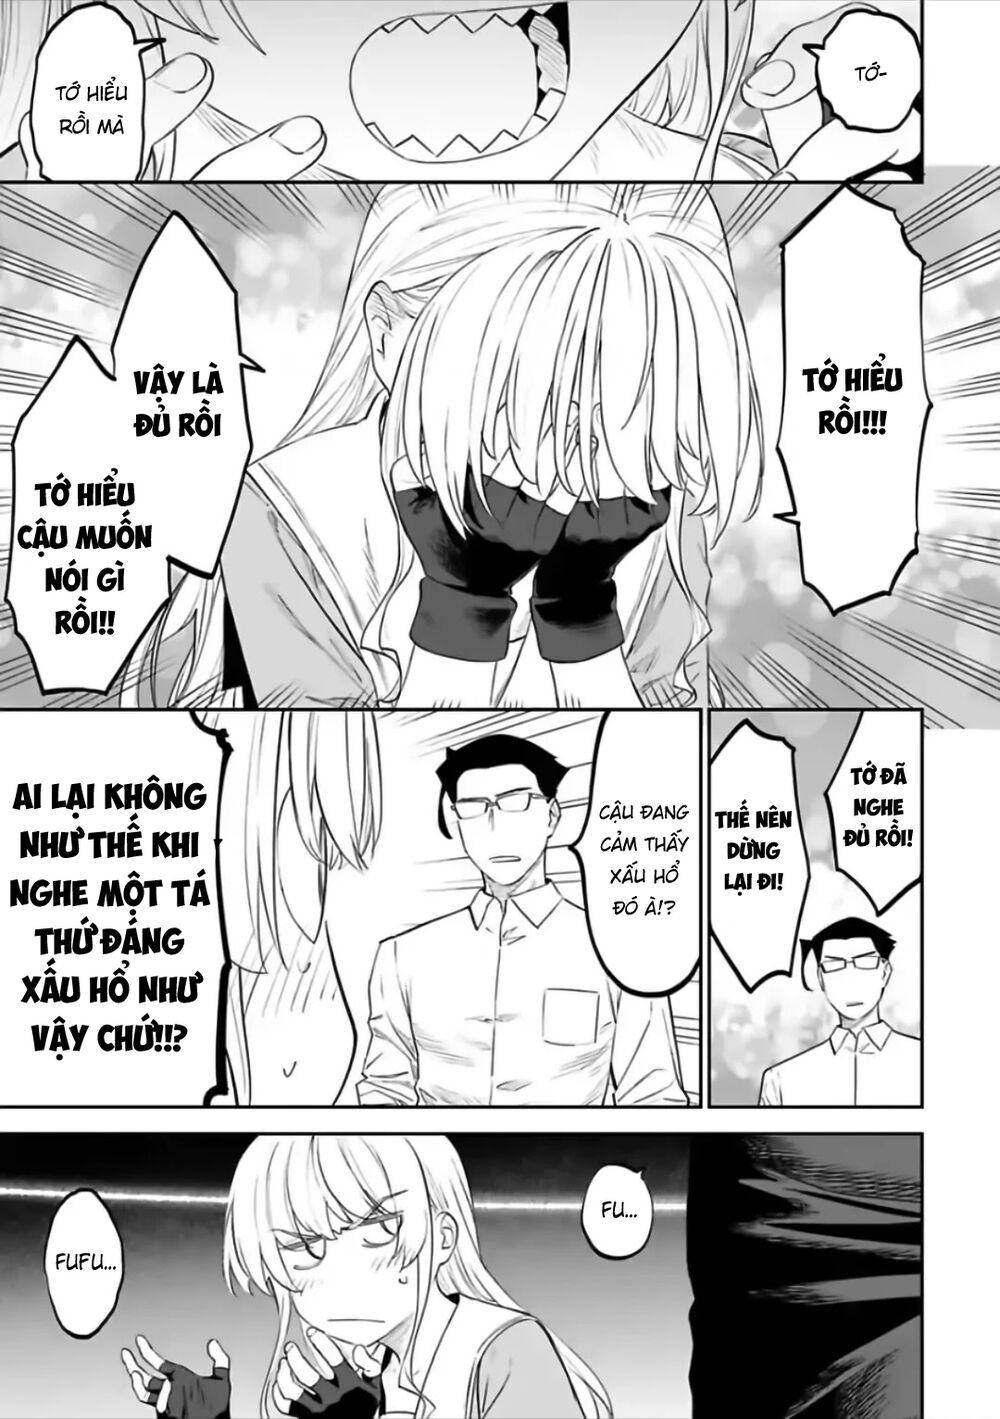 TỚ-
TỚ HIỂU
RỒI MÀ
TỚ HIỂU
RỒI!!!
VẬY LÀ
ĐỦ RỒI
TỚ HIỂU
CẬU MUỐN
NÓI GÌ
RỒI!!
TỚ ĐÃ
NGHE
ĐỦ RỒI!
THẾ NÊN
DỪNG
LẠI ĐI!
CẬU ĐANG
CẢM THẤY
XẤU HỔ
ĐÓ À!?
AI LẠI KHÔNG
NHƯ THẾ KHI
NGHE MỘT TÁ
THỨ ĐÁNG
XẤU HỔ NHƯ
VẬY CHỨ!!!?
FU...
FUFU...